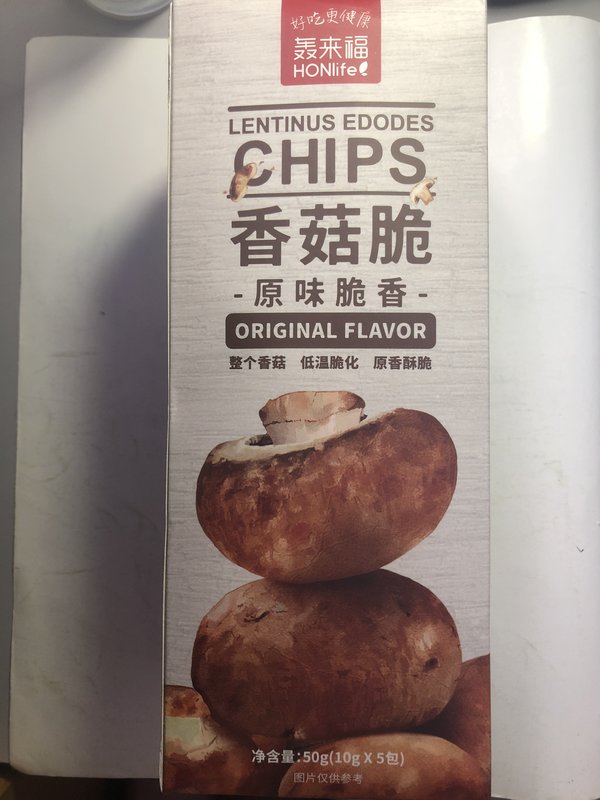 好吃更健康
轰来福
HONlife
LENTINUS EDODES
CHIPS
香菇脆
-原味脆香-
ORIGINAL FLAVOR
整个香菇 低温脆化 原香酥脆
净含量:50g(10g X 5包)
图片仅供参考